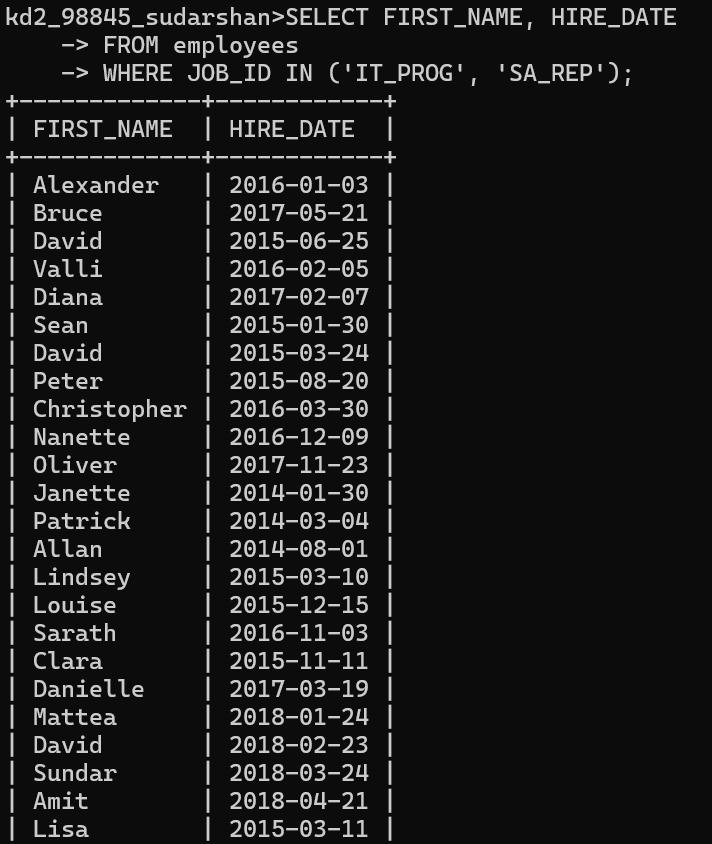 kd2_98845_sudarshan>SELECT FIRST_NAME, HIRE_DATE
    -> FROM employees
    -> WHERE JOB_ID IN ('IT_PROG', 'SA_REP');
+-------------+------------+
| FIRST_NAME  | HIRE_DATE  |
+-------------+------------+
| Alexander   | 2016-01-03 |
| Bruce       | 2017-05-21 |
| David       | 2015-06-25 |
| Valli       | 2016-02-05 |
| Diana       | 2017-02-07 |
| Sean        | 2015-01-30 |
| David       | 2015-03-24 |
| Peter       | 2015-08-20 |
| Christopher | 2016-03-30 |
| Nanette     | 2016-12-09 |
| Oliver      | 2017-11-23 |
| Janette     | 2014-01-30 |
| Patrick     | 2014-03-04 |
| Allan       | 2014-08-01 |
| Lindsey     | 2015-03-10 |
| Louise      | 2015-12-15 |
| Sarath      | 2016-11-03 |
| Clara       | 2015-11-11 |
| Danielle    | 2017-03-19 |
| Mattea      | 2018-01-24 |
| David       | 2018-02-23 |
| Sundar      | 2018-03-24 |
| Amit        | 2018-04-21 |
| Lisa        | 2015-03-11 |